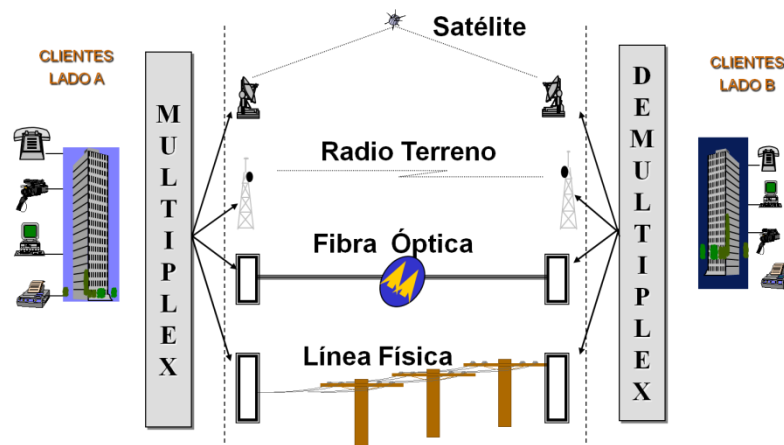 Satélite
CLIENTES
LADO A
MULTIPLEX
DEMULTIPLEX
CLIENTES
LADO B
Radio Terreno
Fibra Óptica
Línea Física